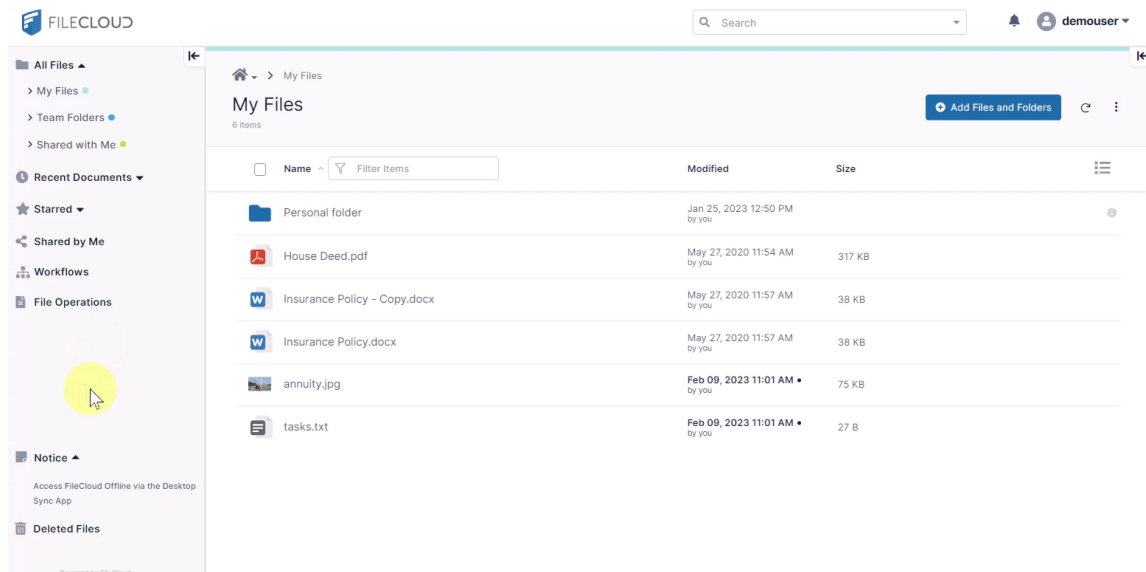 FILECLOUD
Search
demouser
All Files
My Files
Team Folders
Shared with Me
Recent Documents
Starred
Shared by Me
Workflows
File Operations
Notice
Access FileCloud Offline via the Desktop
Sync App
Deleted Files
My Files
My Files
6 items
Add Files and Folders
Name
Filter Items
Modified
Size
Personal folder
Jan 25, 2023 12:50 PM
by you
House Deed.pdf
May 27, 2020 11:54 AM
by you
317 KB
Insurance Policy - Copy.docx
May 27, 2020 11:57 AM
by you
38 KB
Insurance Policy.docx
May 27, 2020 11:57 AM
by you
38 KB
annuity.jpg
Feb 09, 2023 11:01 AM
by you
75 KB
tasks.txt
Feb 09, 2023 11:01 AM
by you
27 B